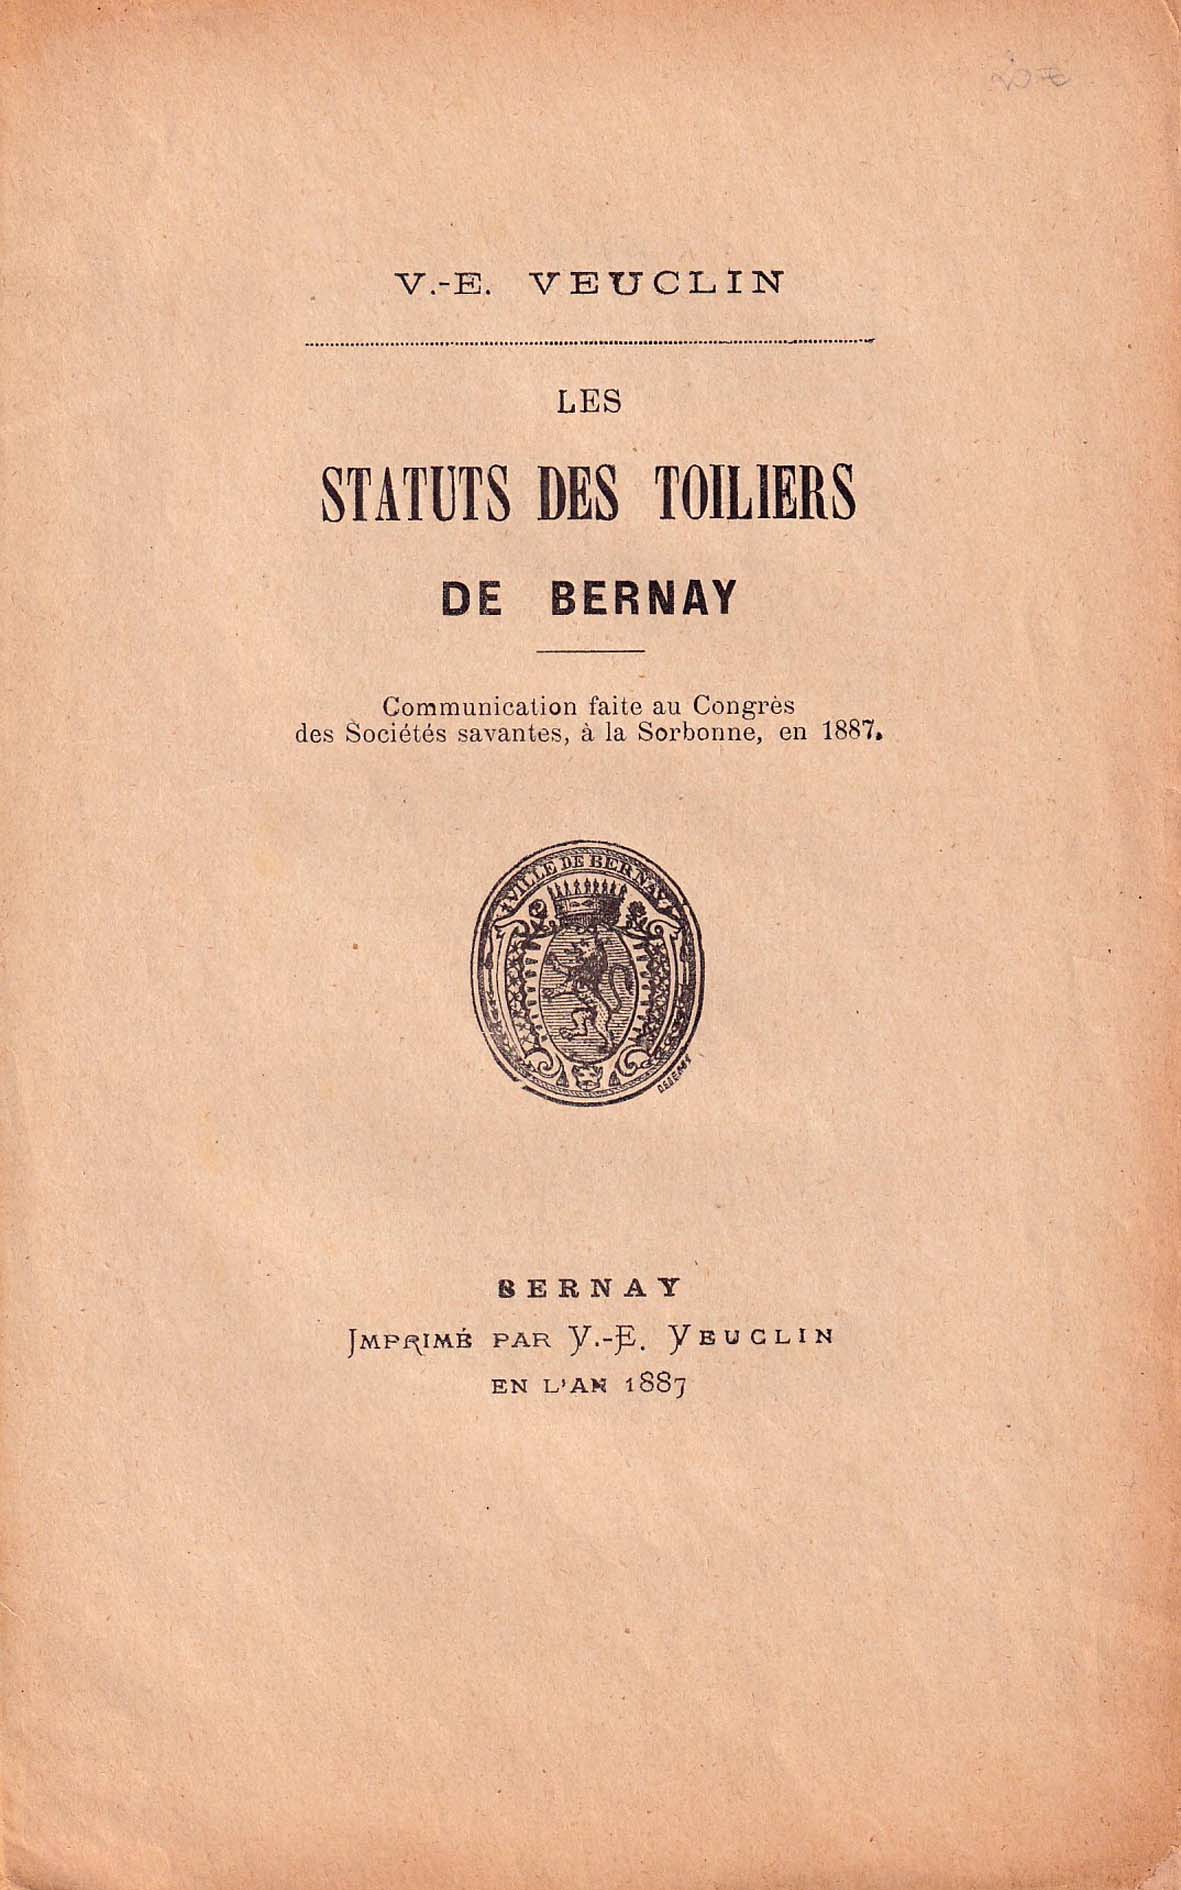 V.-E. VEUCLIN
LES
STATUTS DES TOILIERS
DE BERNAY
Communication faite au Congrès
des Sociétés savantes, à la Sorbonne, en 1887.
VILLE DE BERNAY
BERNAY
IMPRIMÉ PAR V.-E. VEUCLIN
EN L'AN 1887